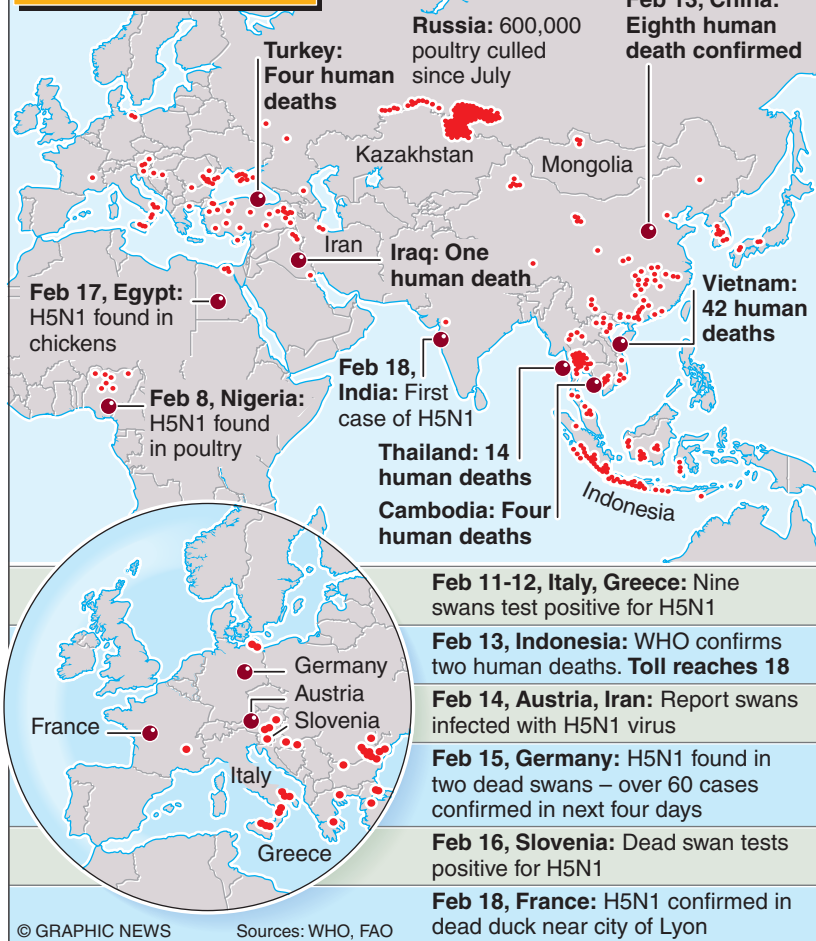 Feb 13, China:
Eighth human
death confirmed
Russia: 600,000
poultry culled
since July
Turkey:
Four human
deaths
Kazakhstan
Mongolia
Iran
Iraq: One
human death
Feb 17, Egypt:
H5N1 found in
chickens
Vietnam:
42 human
deaths
Feb 18,
India: First
case of H5N1
Feb 8, Nigeria:
H5N1 found
in poultry
Thailand: 14
human deaths
Cambodia: Four
human deaths
Indonesia
Germany
Austria
Slovenia
France
Italy
Greece
Feb 11-12, Italy, Greece: Nine
swans test positive for H5N1
Feb 13, Indonesia: WHO confirms
two human deaths. Toll reaches 18
Feb 14, Austria, Iran: Report swans
infected with H5N1 virus
Feb 15, Germany: H5N1 found in
two dead swans – over 60 cases
confirmed in next four days
Feb 16, Slovenia: Dead swan tests
positive for H5N1
Feb 18, France: H5N1 confirmed in
dead duck near city of Lyon
© GRAPHIC NEWS
Sources: WHO, FAO